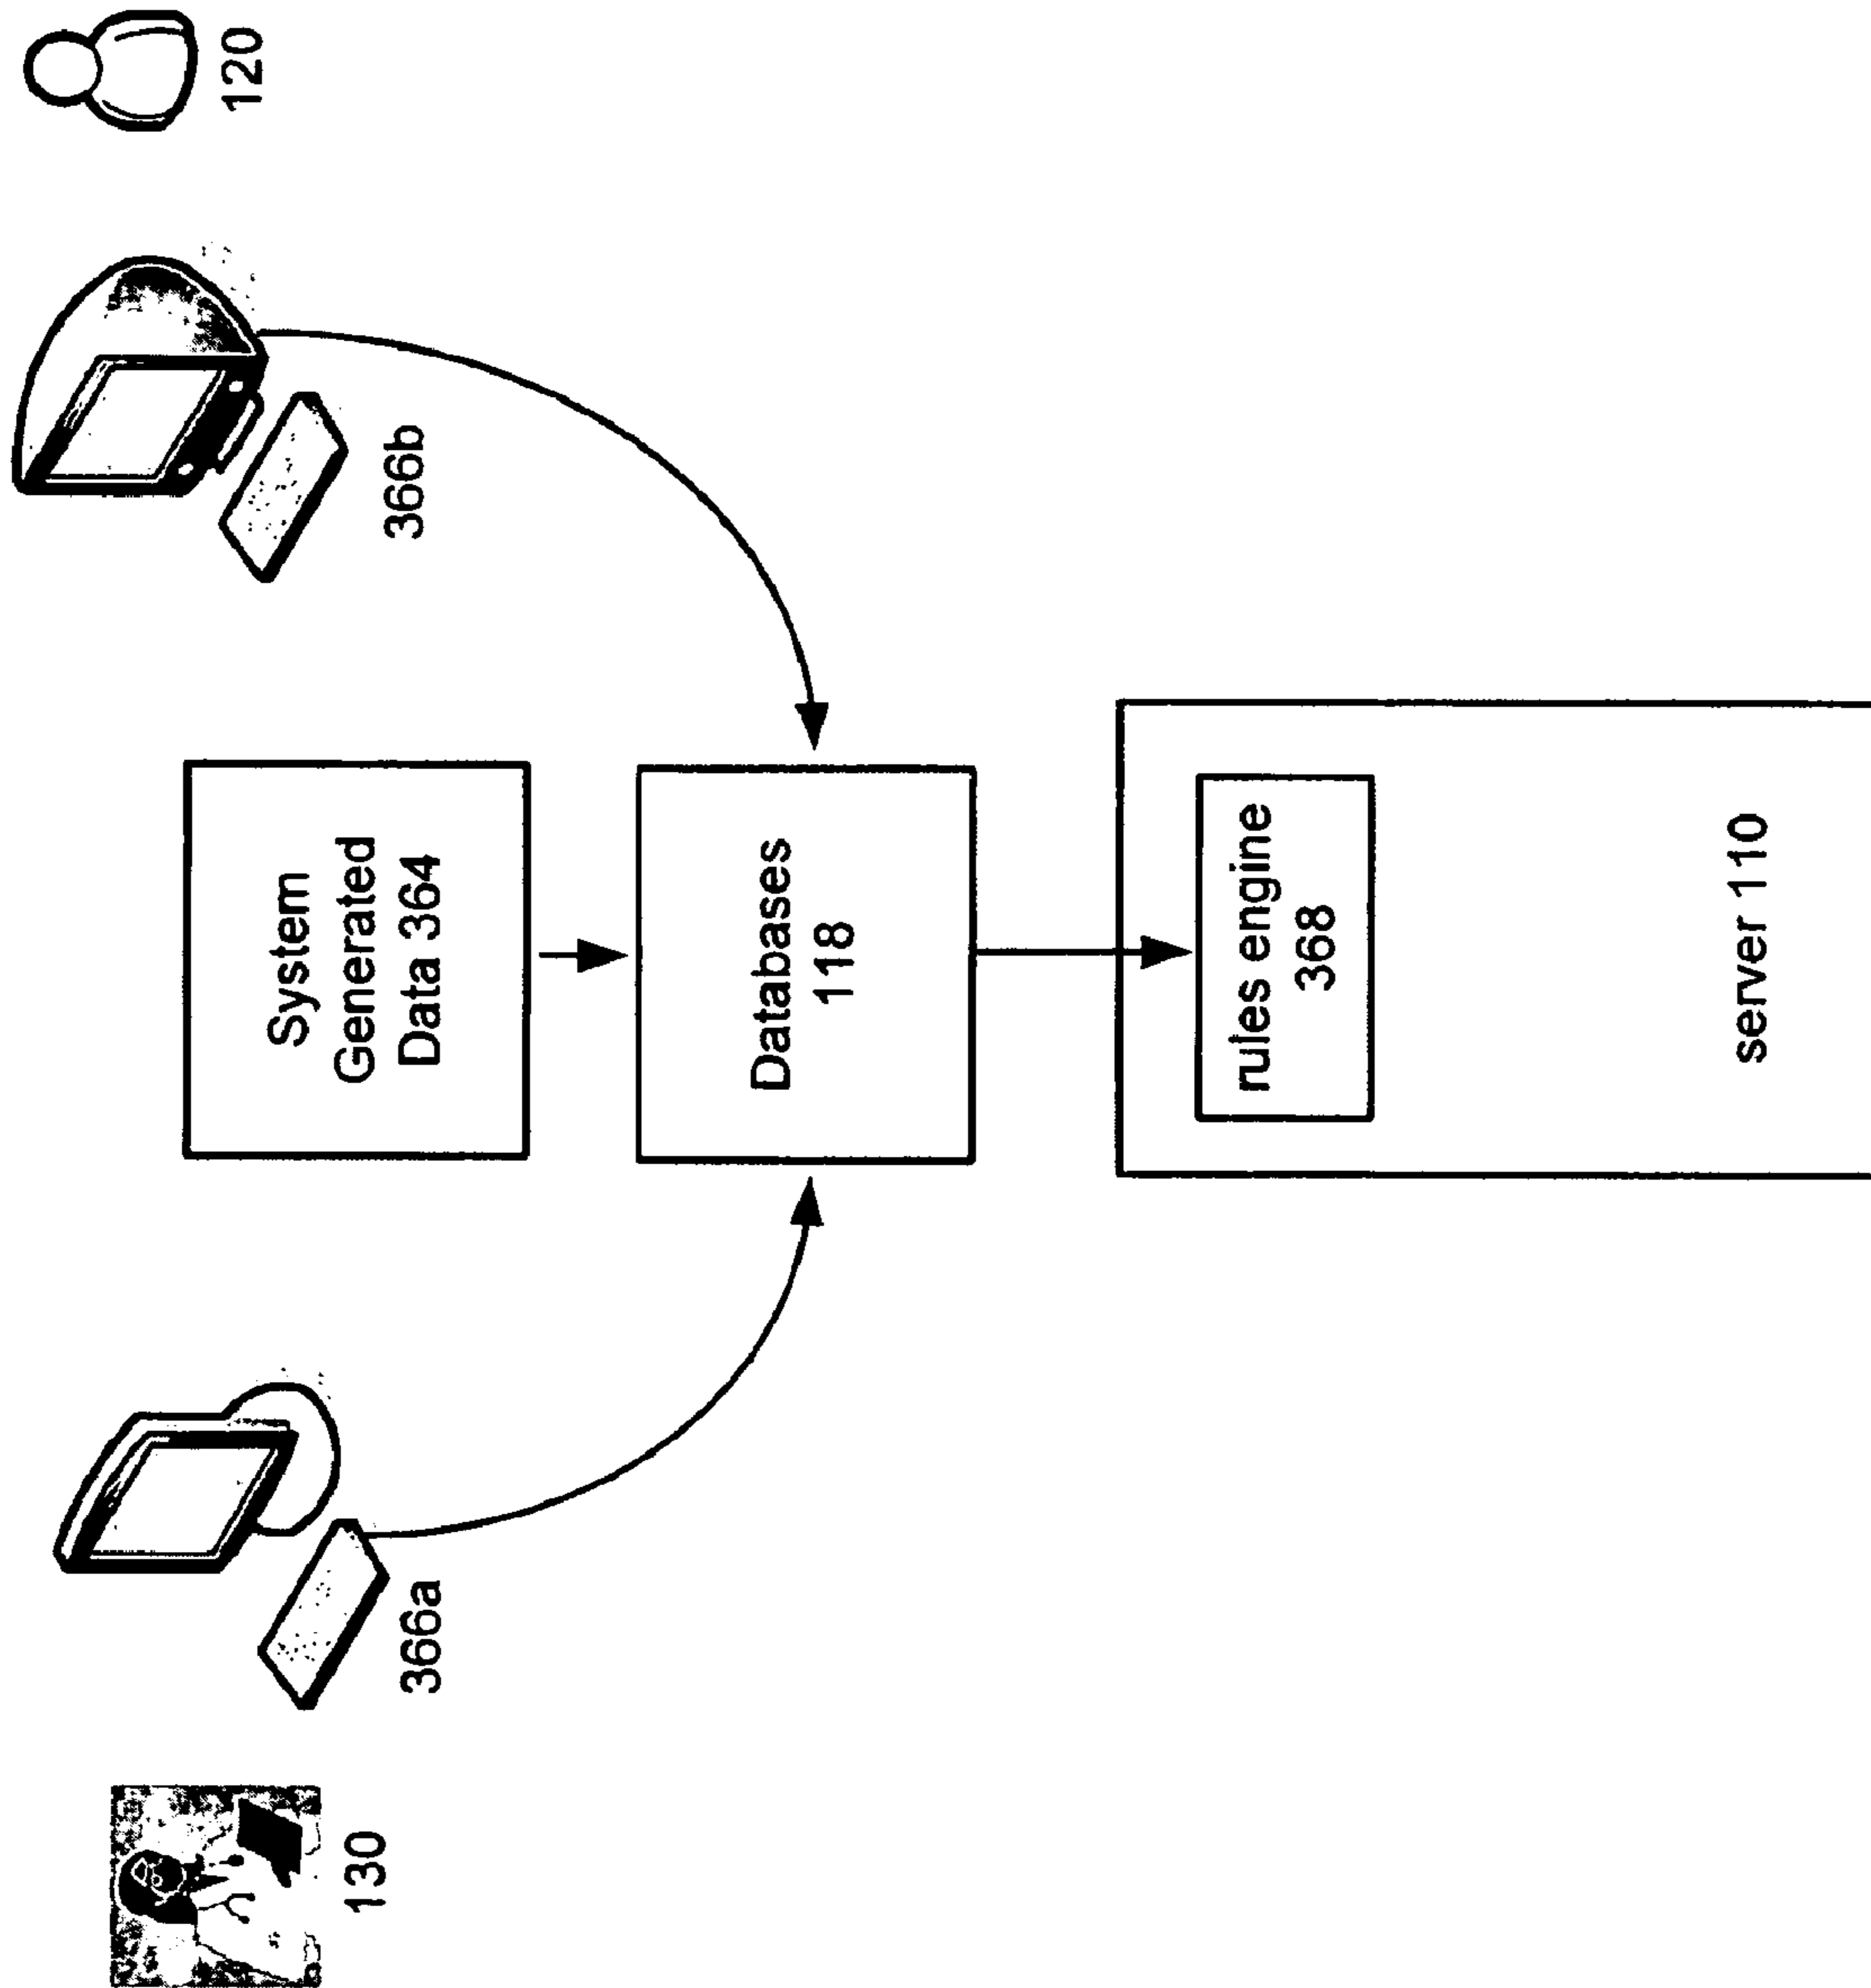 130
366a
System
Generated
Data 364
366b
120
Databases
118
rules engine
368
server 110